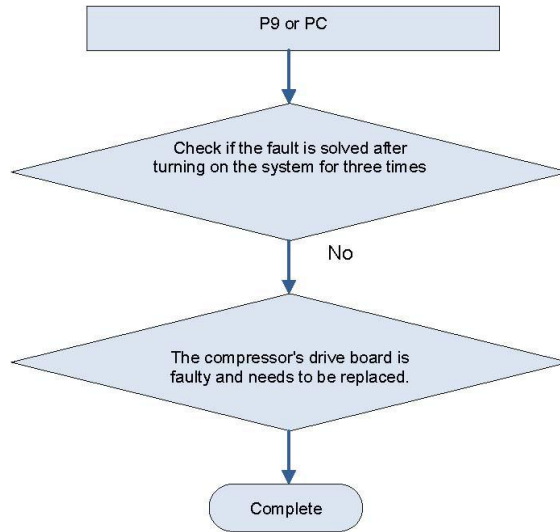 P9 or PC
Check if the fault is solved after
turning on the system for three times
No
The compressor's drive board is
faulty and needs to be replaced.
Complete